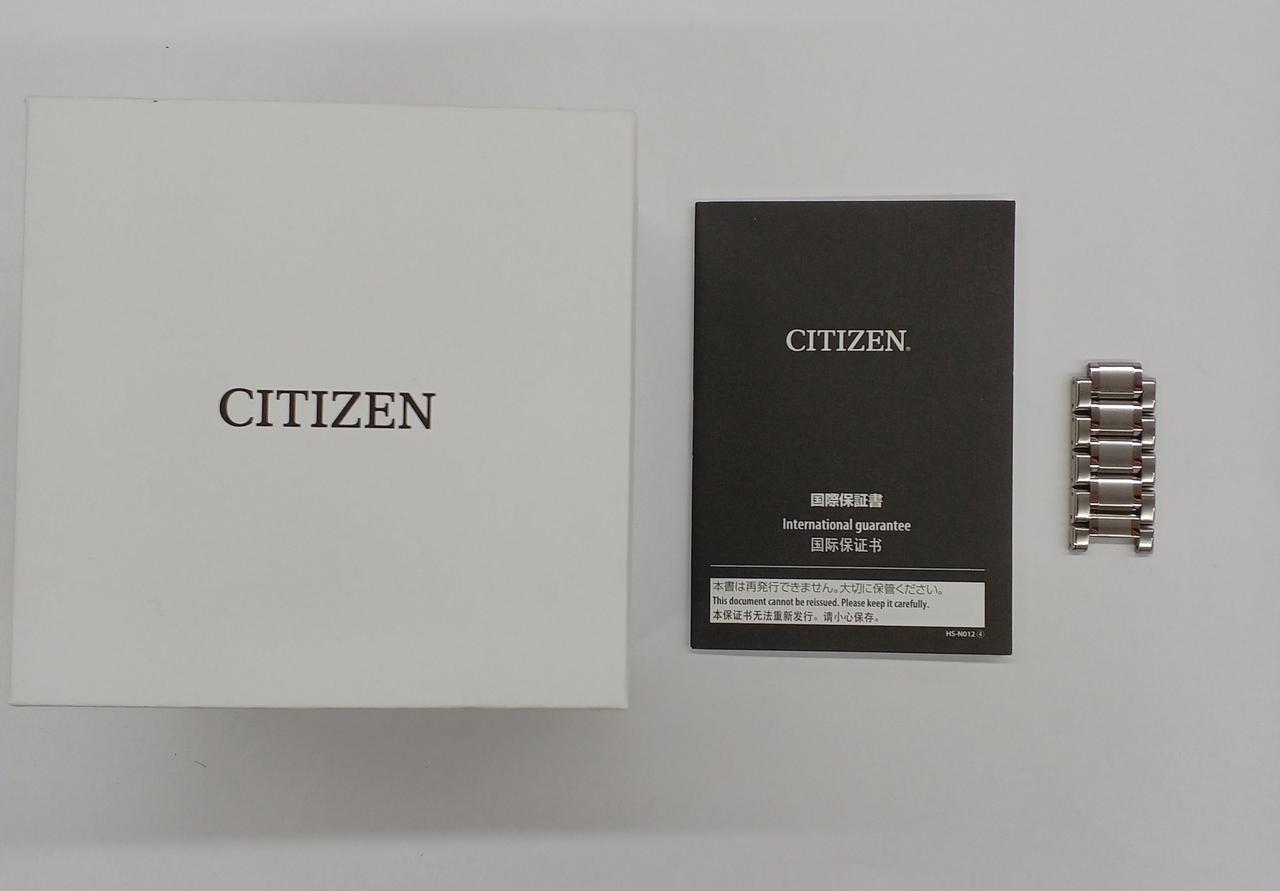 CITIZEN
CITIZEN®
国際保証書
International guarantee
国际保证书
本書は再発行できません。大切に保管ください。
This document cannot be reissued. Please keep it carefully.
本保证书无法重新发行。请小心保存。
HS-N012 ④